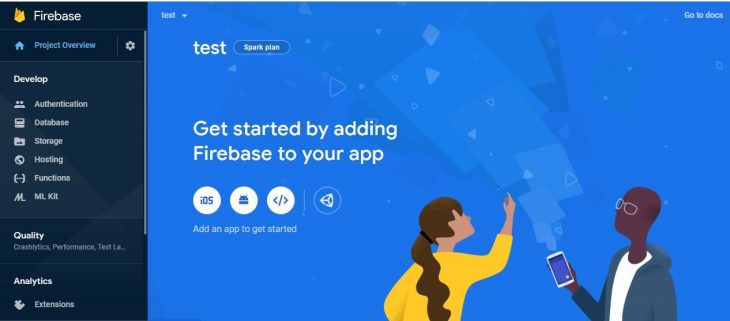 Firebase
Project Overview
Develop
Authentication
Database
Storage
Hosting
Functions
ML Kit
Quality
Crashlytics, Performance, Test La...
Analytics
Extensions
test
Go to docs
test Spark plan
Get started by adding
Firebase to your app
iOS
Add an app to get started